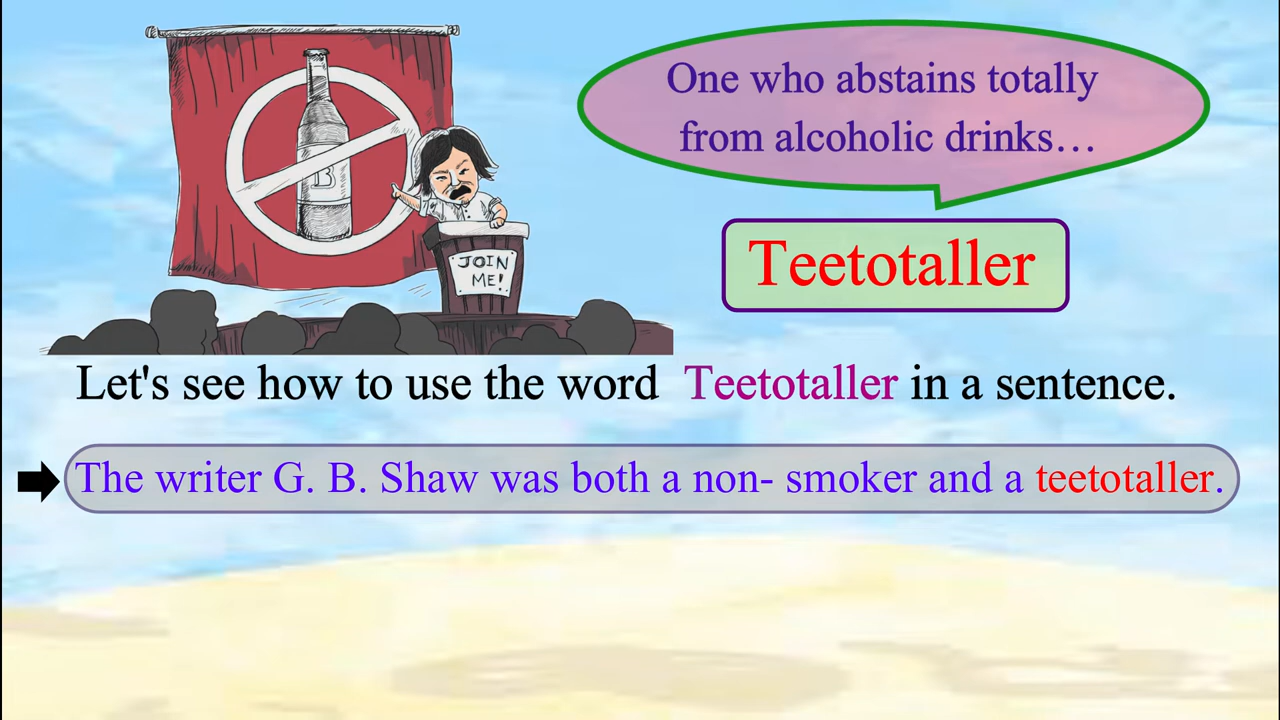 One who abstains totally
from alcoholic drinks…
Teetotaller
B
JOIN
ME!
Let's see how to use the word Teetotaller in a sentence.
The writer G. B. Shaw was both a non- smoker and a teetotaller.